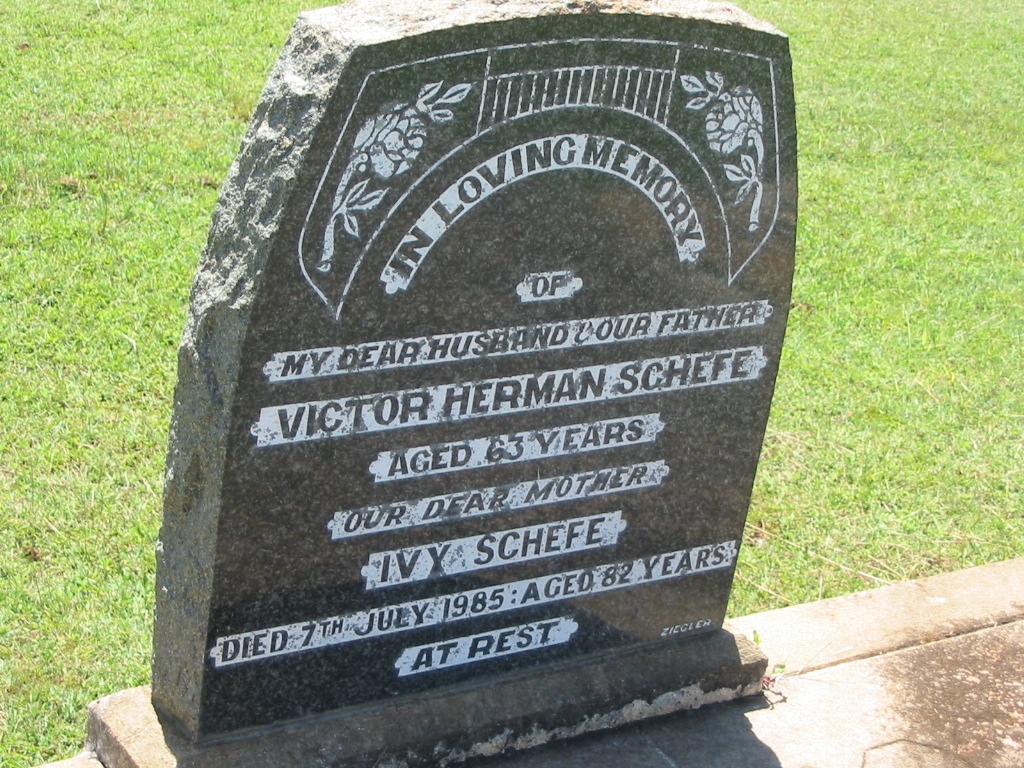 IN LOVING MEMORY
OF
MY DEAR HUSBAND & OUR FATHER
VICTOR HERMAN SCHEFE
AGED 63 YEARS
OUR DEAR MOTHER
IVY SCHEFE
DIED 7TH JULY 1985: AGED 82 YEARS.
AT REST
ZIEGLER